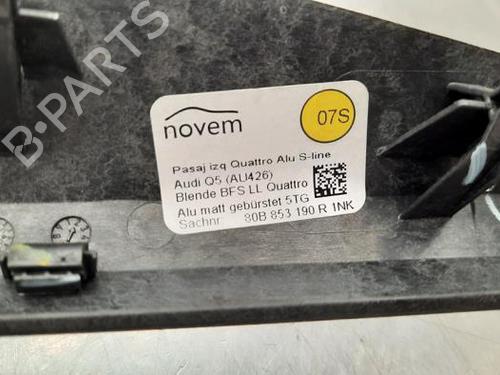 B-PARTS
novem
07S
Pasaj izq Quattro Alu S-line
Audi Q5 (AU426)
Blende BFS LL Quattro
Alu matt gebürstet 5TG
Sachnr 80B 853 190 R 1NK